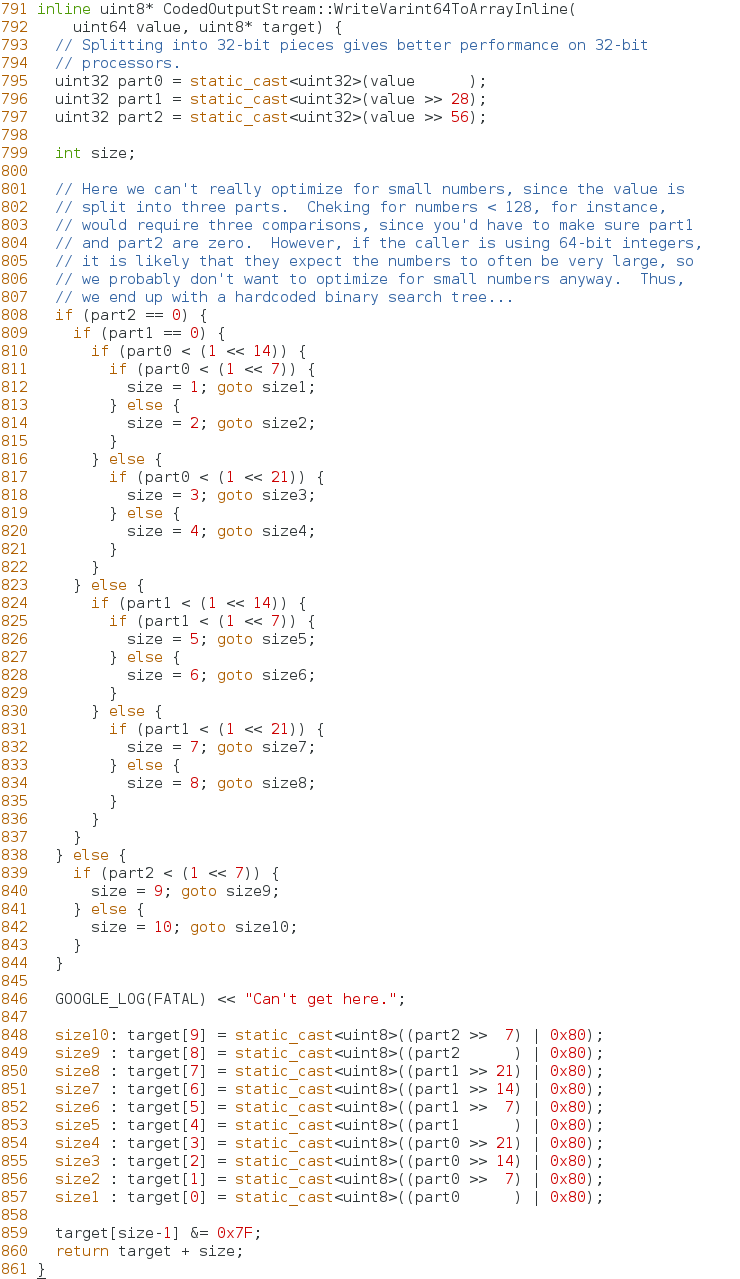 791 inline uint8* CodedOutputStream::WriteVarint64ToArrayInline(
792     uint64 value, uint8* target) {
793   // Splitting into 32-bit pieces gives better performance on 32-bit
794   // processors.
795   uint32 part0 = static_cast<uint32>(value      );
796   uint32 part1 = static_cast<uint32>(value >> 28);
797   uint32 part2 = static_cast<uint32>(value >> 56);
798
799   int size;
800
801   // Here we can't really optimize for small numbers, since the value is
802   // split into three parts.  Cheking for numbers < 128, for instance,
803   // would require three comparisons, since you'd have to make sure part1
804   // and part2 are zero.  However, if the caller is using 64-bit integers,
805   // it is likely that they expect the numbers to often be very large, so
806   // we probably don't want to optimize for small numbers anyway.  Thus,
807   // we end up with a hardcoded binary search tree...
808   if (part2 == 0) {
809     if (part1 == 0) {
810       if (part0 < (1 << 14)) {
811         if (part0 < (1 << 7)) {
812           size = 1; goto size1;
813         } else {
814           size = 2; goto size2;
815         }
816       } else {
817         if (part0 < (1 << 21)) {
818           size = 3; goto size3;
819         } else {
820           size = 4; goto size4;
821         }
822       }
823     } else {
824       if (part1 < (1 << 14)) {
825         if (part1 < (1 << 7)) {
826           size = 5; goto size5;
827         } else {
828           size = 6; goto size6;
829         }
830       } else {
831         if (part1 < (1 << 21)) {
832           size = 7; goto size7;
833         } else {
834           size = 8; goto size8;
835         }
836       }
837     }
838   } else {
839     if (part2 < (1 << 7)) {
840       size = 9; goto size9;
841     } else {
842       size = 10; goto size10;
843     }
844   }
845
846   GOOGLE_LOG(FATAL) << "Can't get here.";
847
848   size10: target[9] = static_cast<uint8>((part2 >>  7) | 0x80);
849   size9 : target[8] = static_cast<uint8>((part2      ) | 0x80);
850   size8 : target[7] = static_cast<uint8>((part1 >> 21) | 0x80);
851   size7 : target[6] = static_cast<uint8>((part1 >> 14) | 0x80);
852   size6 : target[5] = static_cast<uint8>((part1 >>  7) | 0x80);
853   size5 : target[4] = static_cast<uint8>((part1      ) | 0x80);
854   size4 : target[3] = static_cast<uint8>((part0 >> 21) | 0x80);
855   size3 : target[2] = static_cast<uint8>((part0 >> 14) | 0x80);
856   size2 : target[1] = static_cast<uint8>((part0 >>  7) | 0x80);
857   size1 : target[0] = static_cast<uint8>((part0      ) | 0x80);
858
859   target[size-1] &= 0x7F;
860   return target + size;
861 }